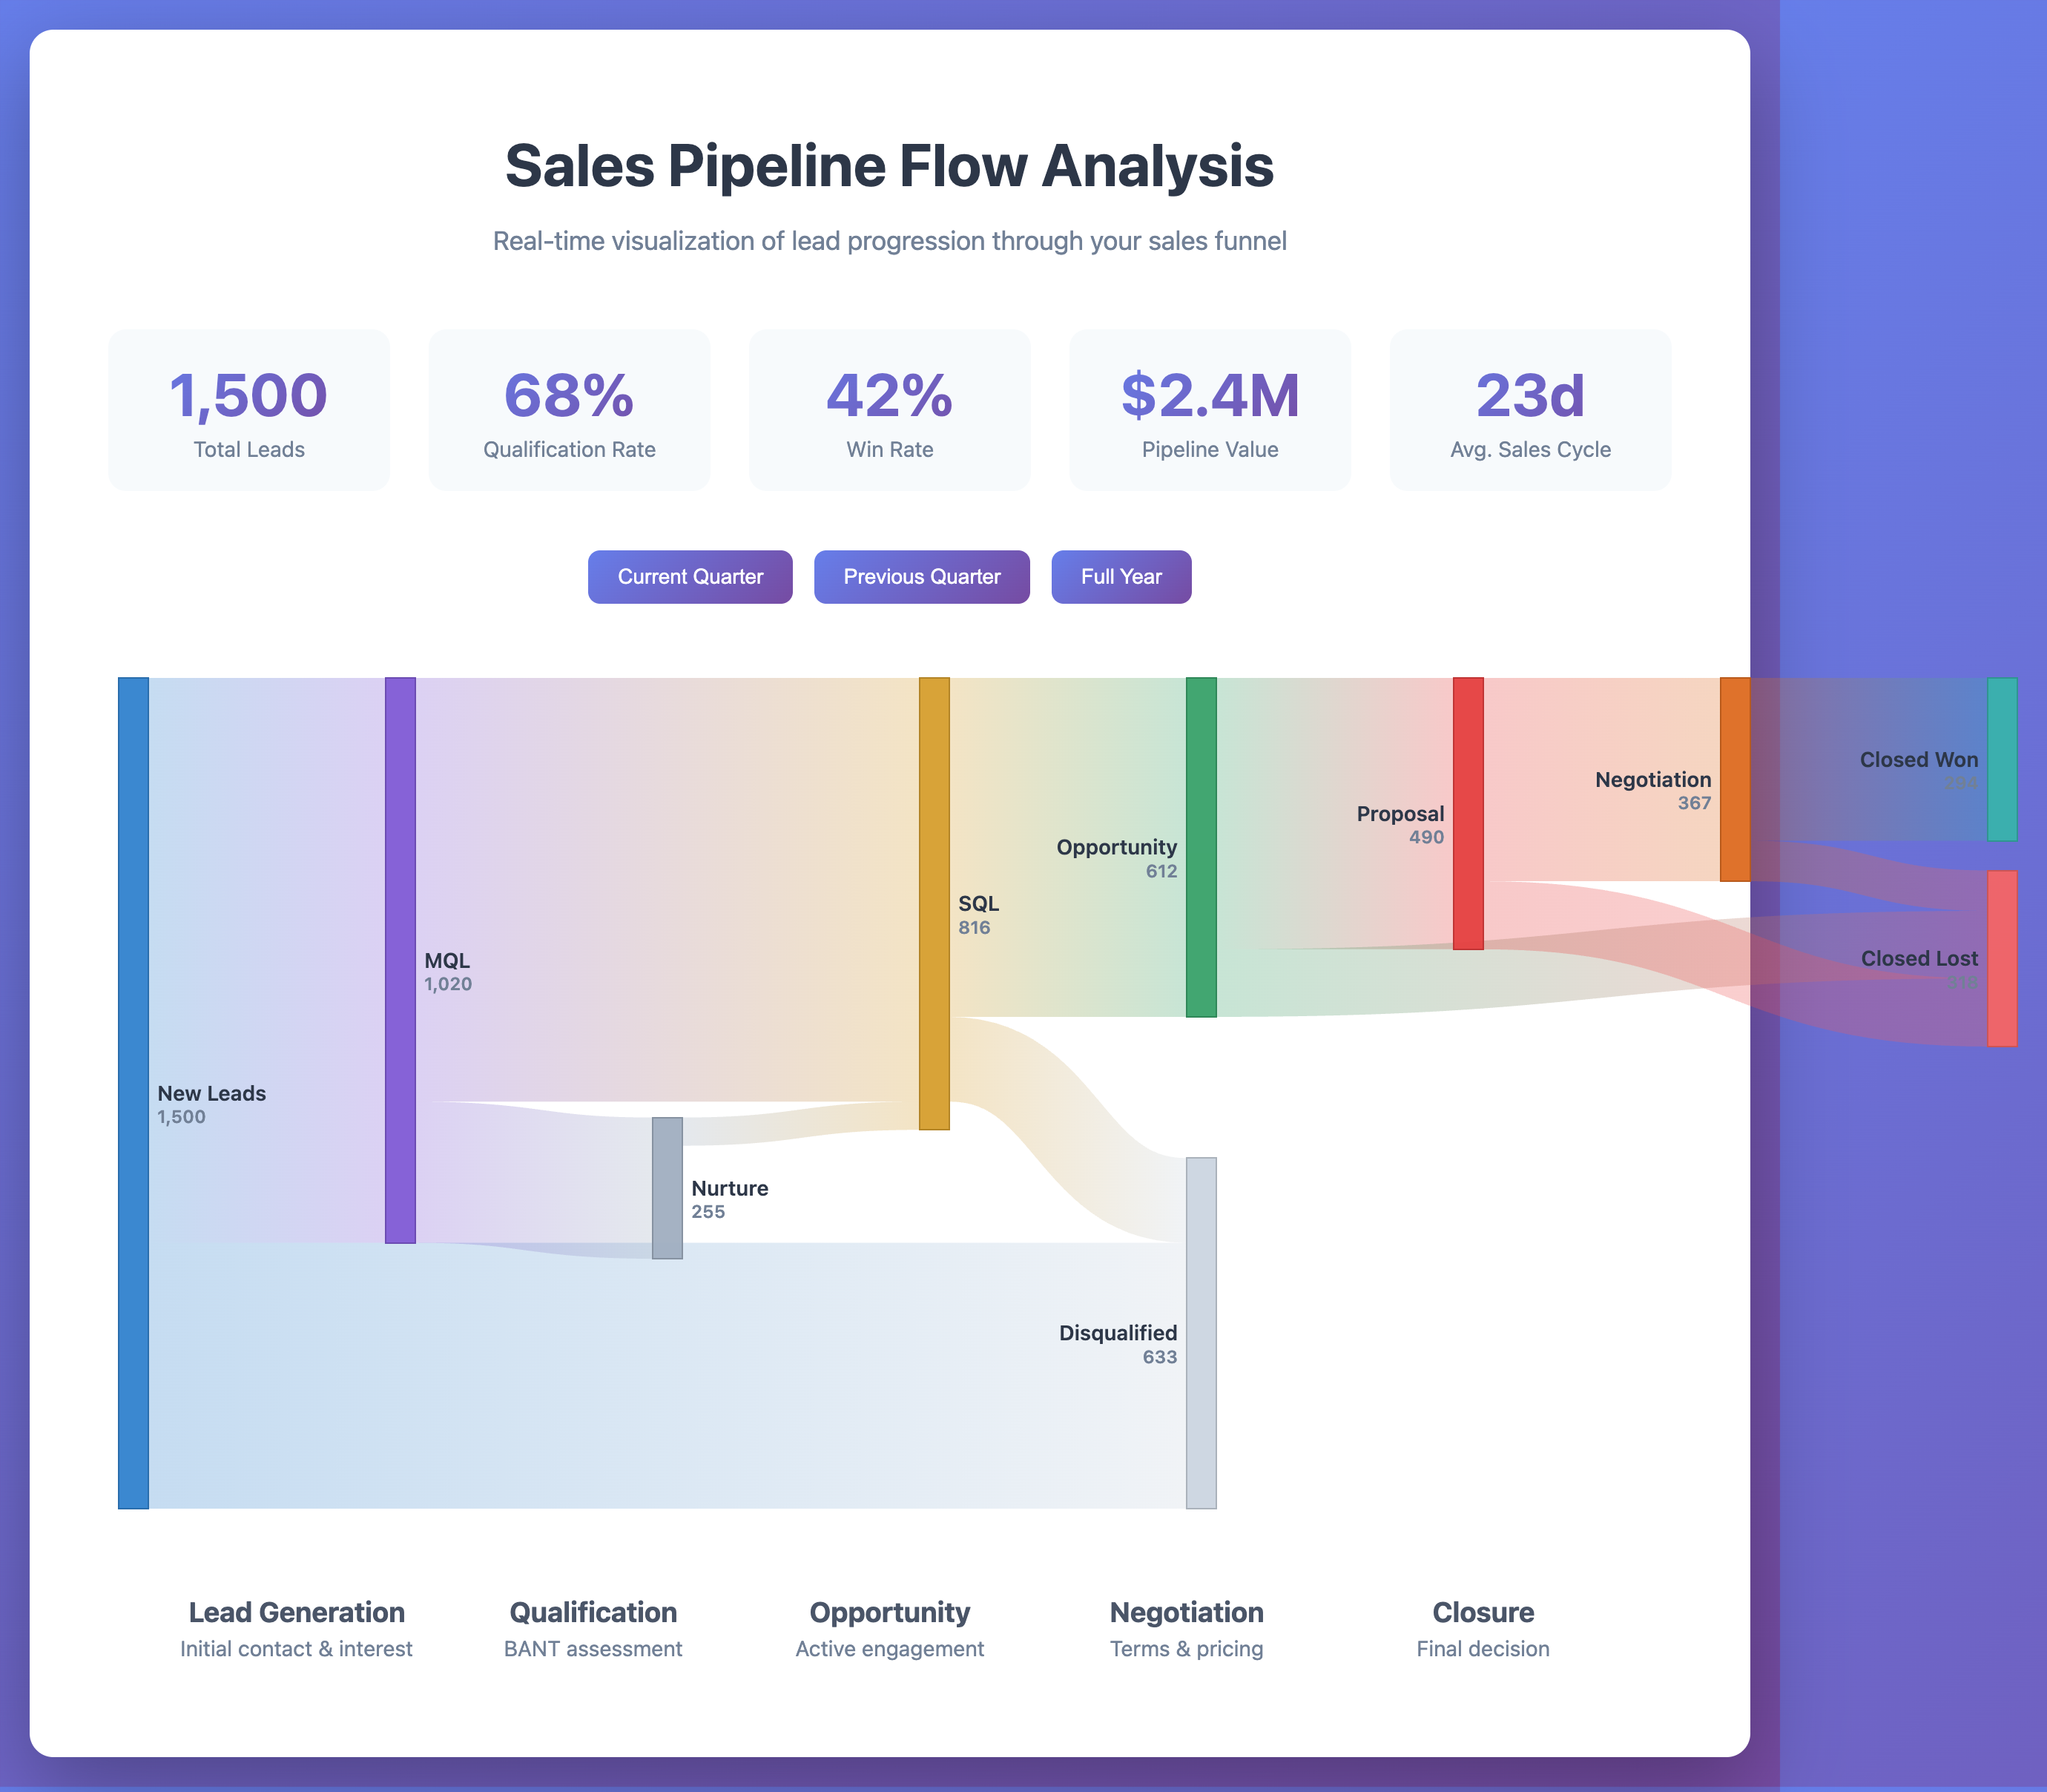 Sales Pipeline Flow Analysis
Real-time visualization of lead progression through your sales funnel
1,500
Total Leads
68%
Qualification Rate
42%
Win Rate
$2.4M
Pipeline Value
23d
Avg. Sales Cycle
Current Quarter
Previous Quarter
Full Year
New Leads
1,500
MQL
1,020
Nurture
255
SQL
816
Opportunity
612
Disqualified
633
Proposal
490
Negotiation
367
Closed Won
294
Closed Lost
318
Lead Generation
Initial contact & interest
Qualification
BANT assessment
Opportunity
Active engagement
Negotiation
Terms & pricing
Closure
Final decision